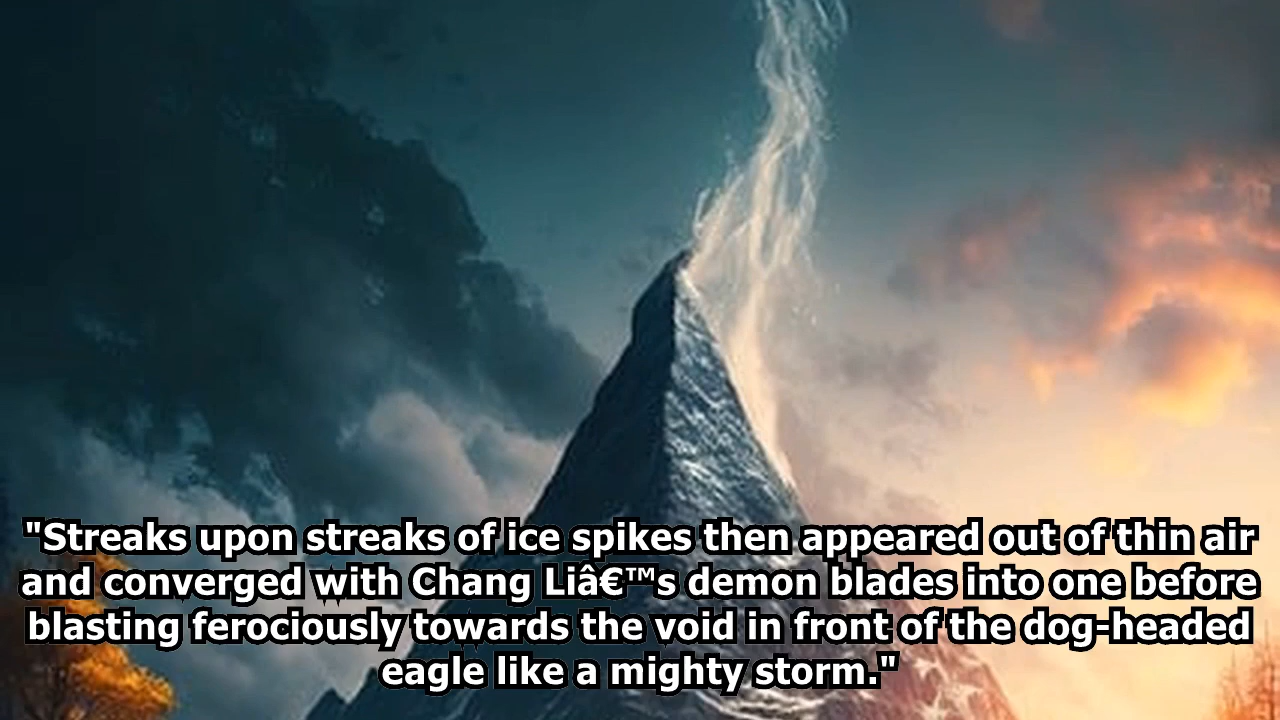 "Streaks upon streaks of ice spikes then appeared out of thin air
and converged with Chang Liâ€™s demon blades into one before
blasting ferociously towards the void in front of the dog-headed
eagle like a mighty storm."